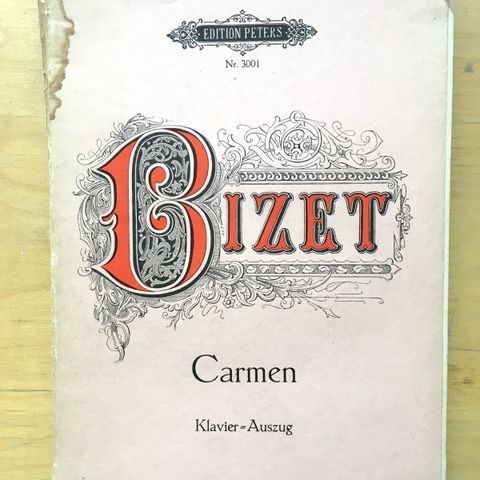 EDITION PETERS
Nr. 3001
BIZET
Carmen
Klavier=Auszug